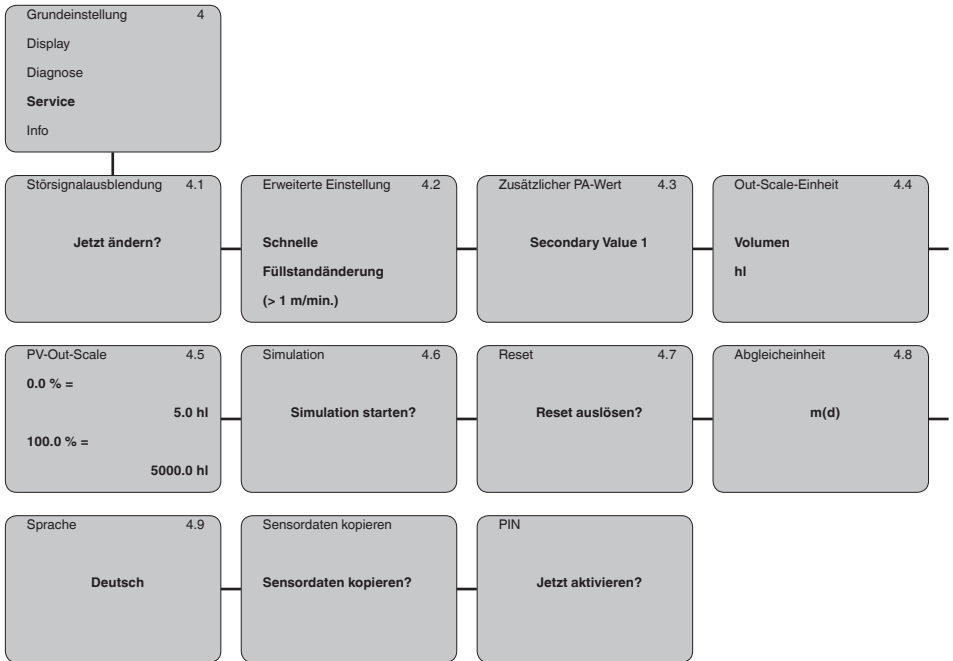 Grundeinstellung 4
Display
Diagnose
Service
Info
Störsignalausblendung 4.1
Jetzt ändern?
Erweiterte Einstellung 4.2
Schnelle
Füllstandänderung
(> 1 m/min.)
Zusätzlicher PA-Wert 4.3
Secondary Value 1
Out-Scale-Einheit 4.4
Volumen
hl
PV-Out-Scale 4.5
0.0 % =
5.0 hl
100.0 % =
5000.0 hl
Simulation 4.6
Simulation starten?
Reset 4.7
Reset auslösen?
Abgleicheinheit 4.8
m(d)
Sprache 4.9
Deutsch
Sensordaten kopieren
Sensordaten kopieren?
PIN
Jetzt aktivieren?